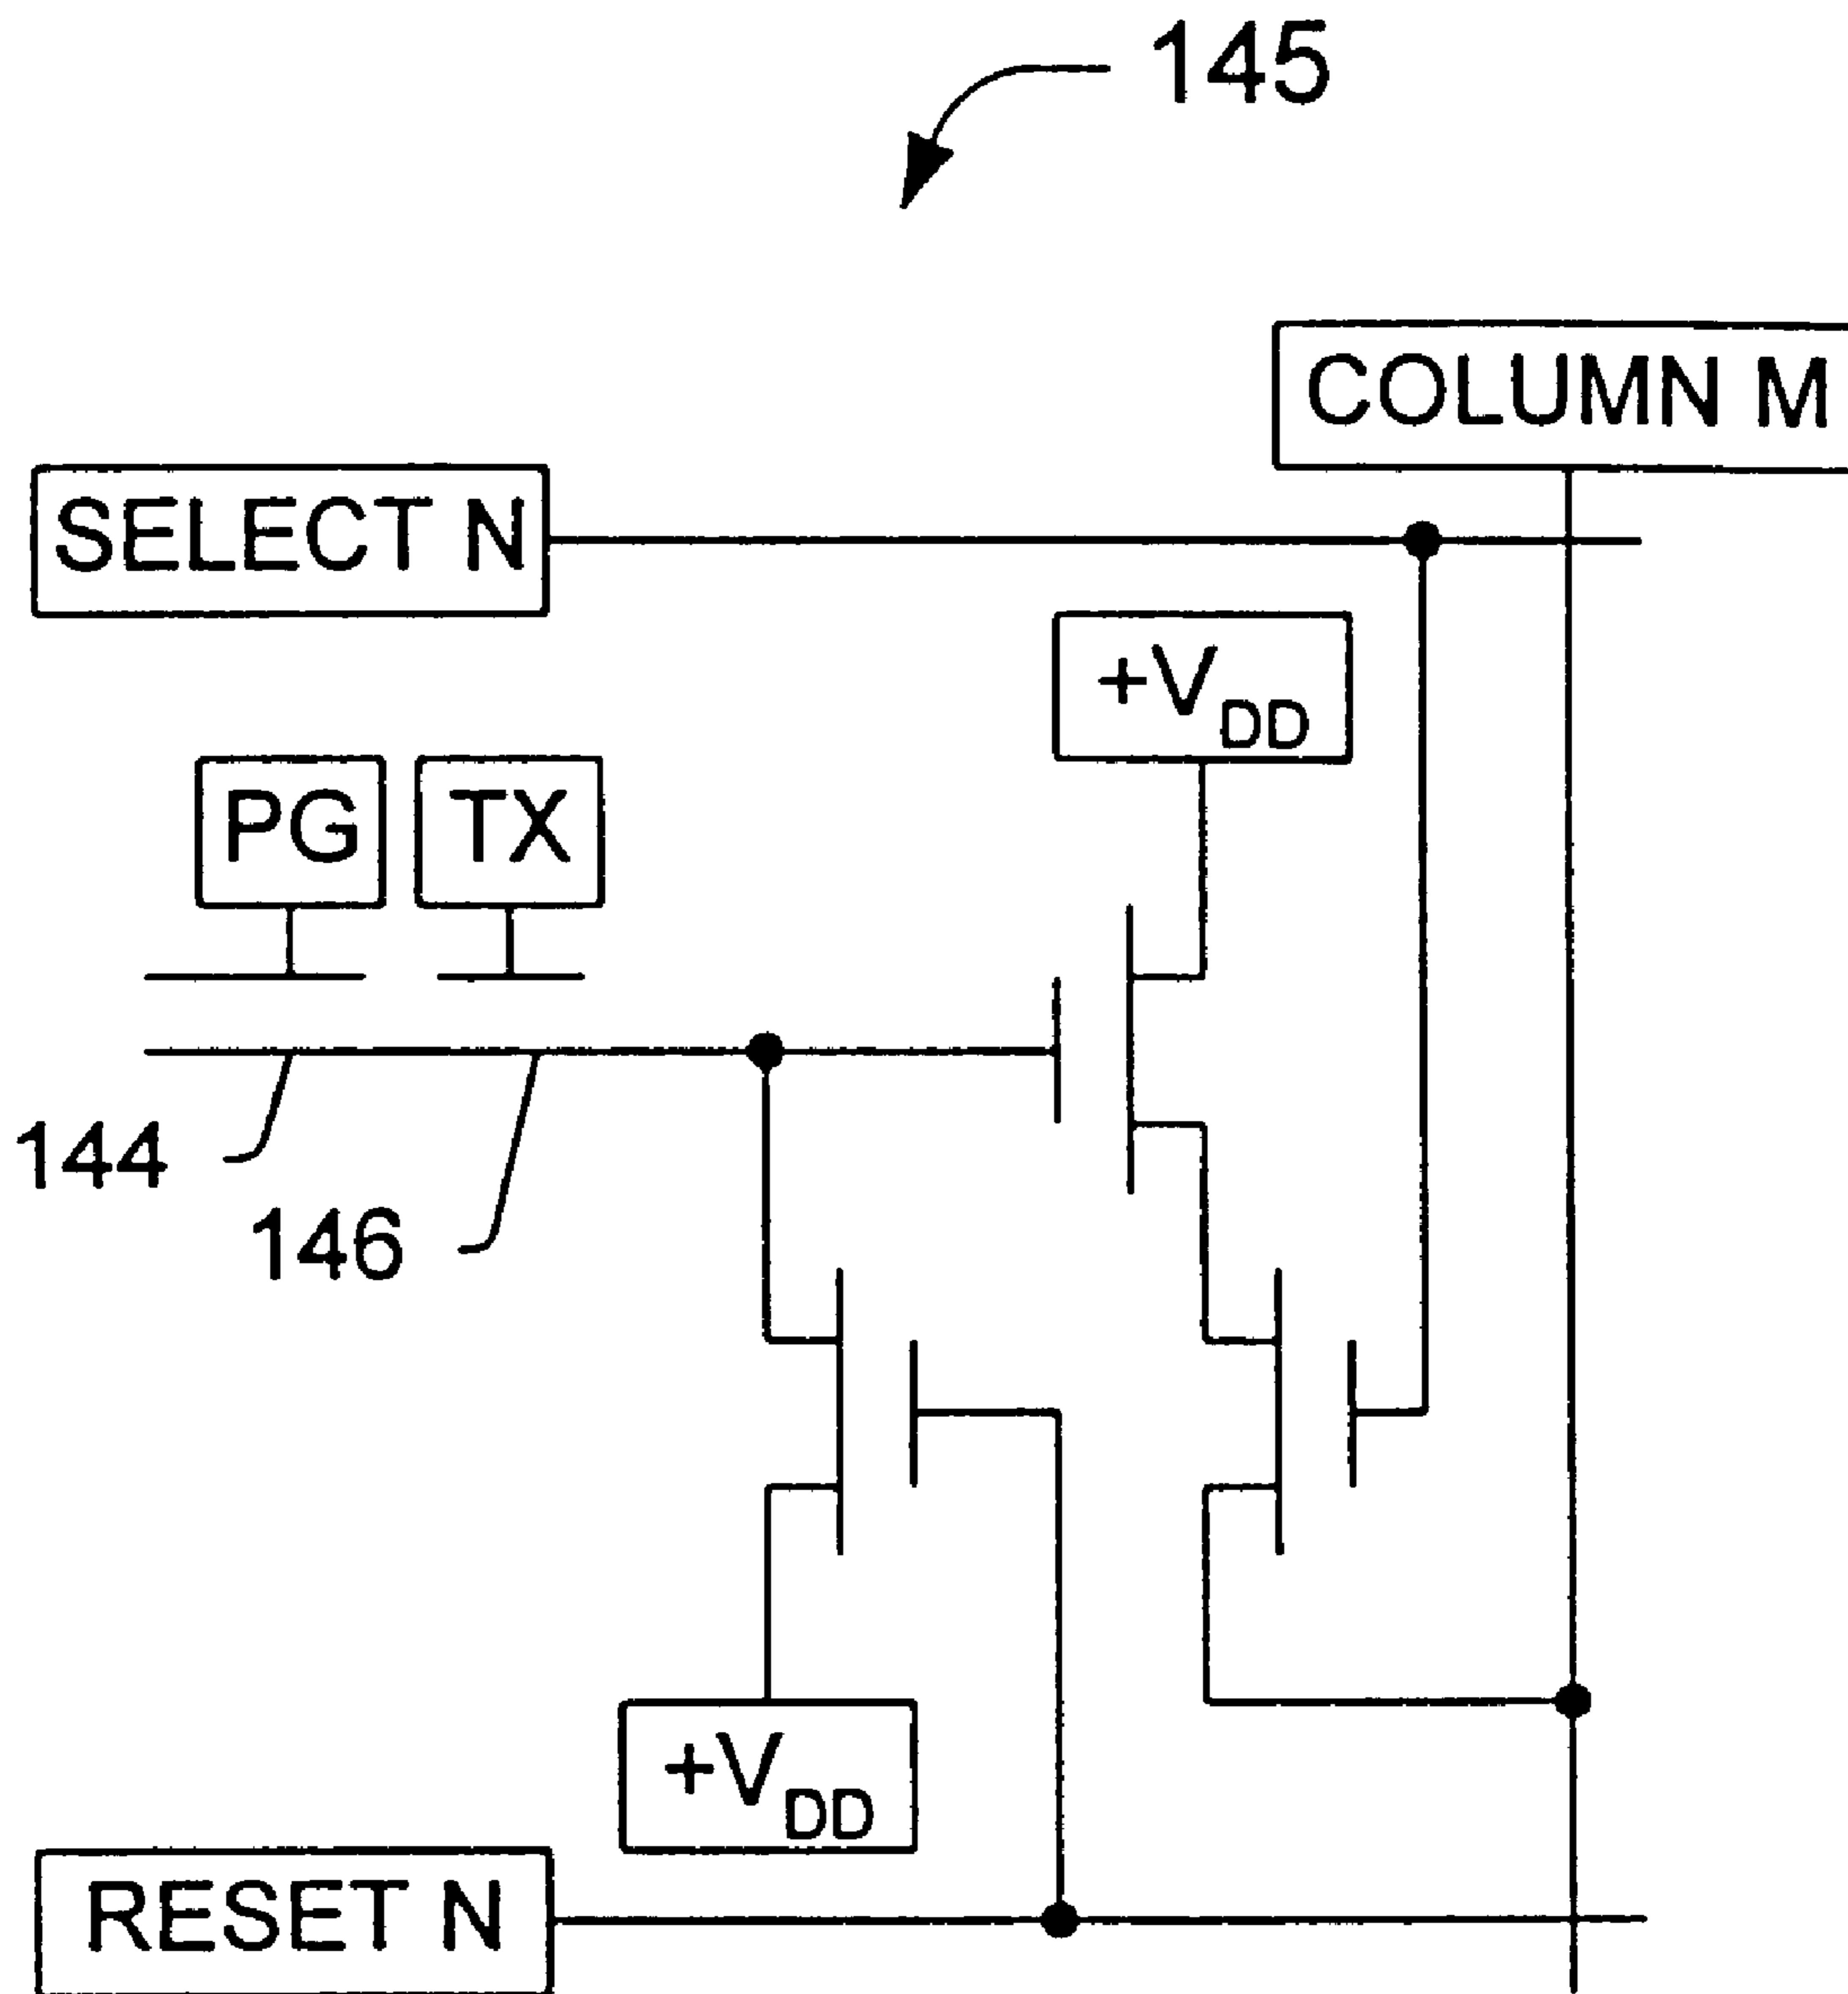 145
COLUMN M
SELECT N
+VDD
PG
TX
144
146
+VDD
RESET N